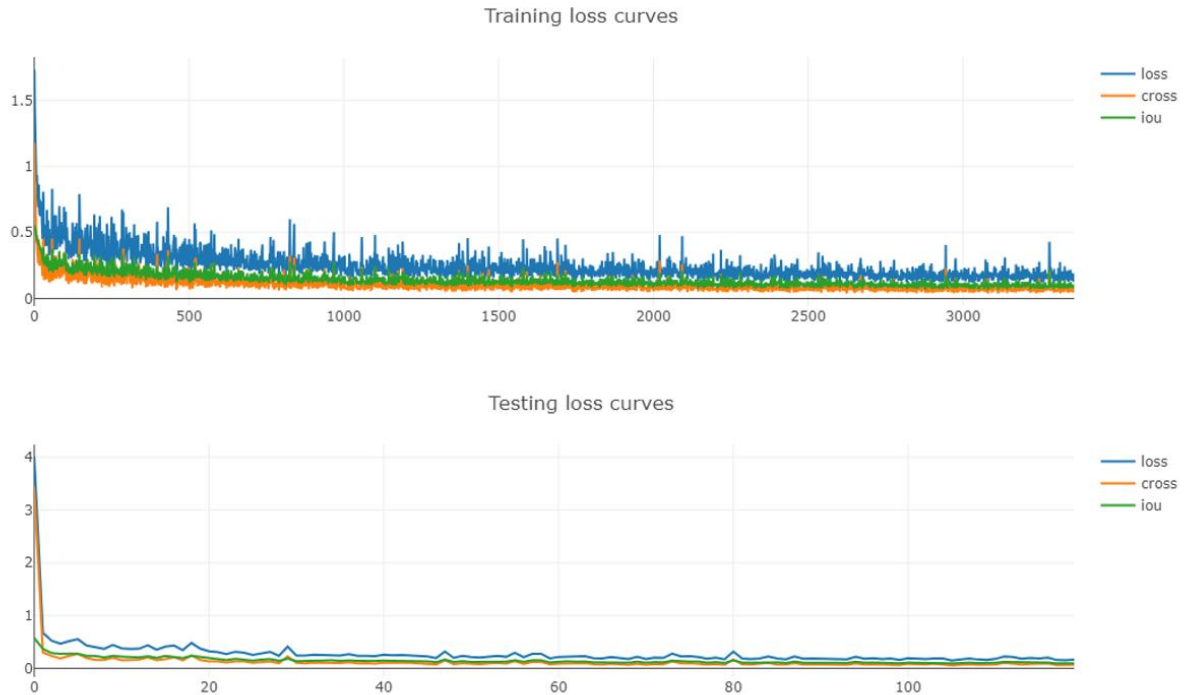 Training loss curves
1.5
1
0.5
0
0 500 1000 1500 2000 2500 3000
loss
cross
iou
Testing loss curves
4
3
2
1
0
0 20 40 60 80 100
loss
cross
iou